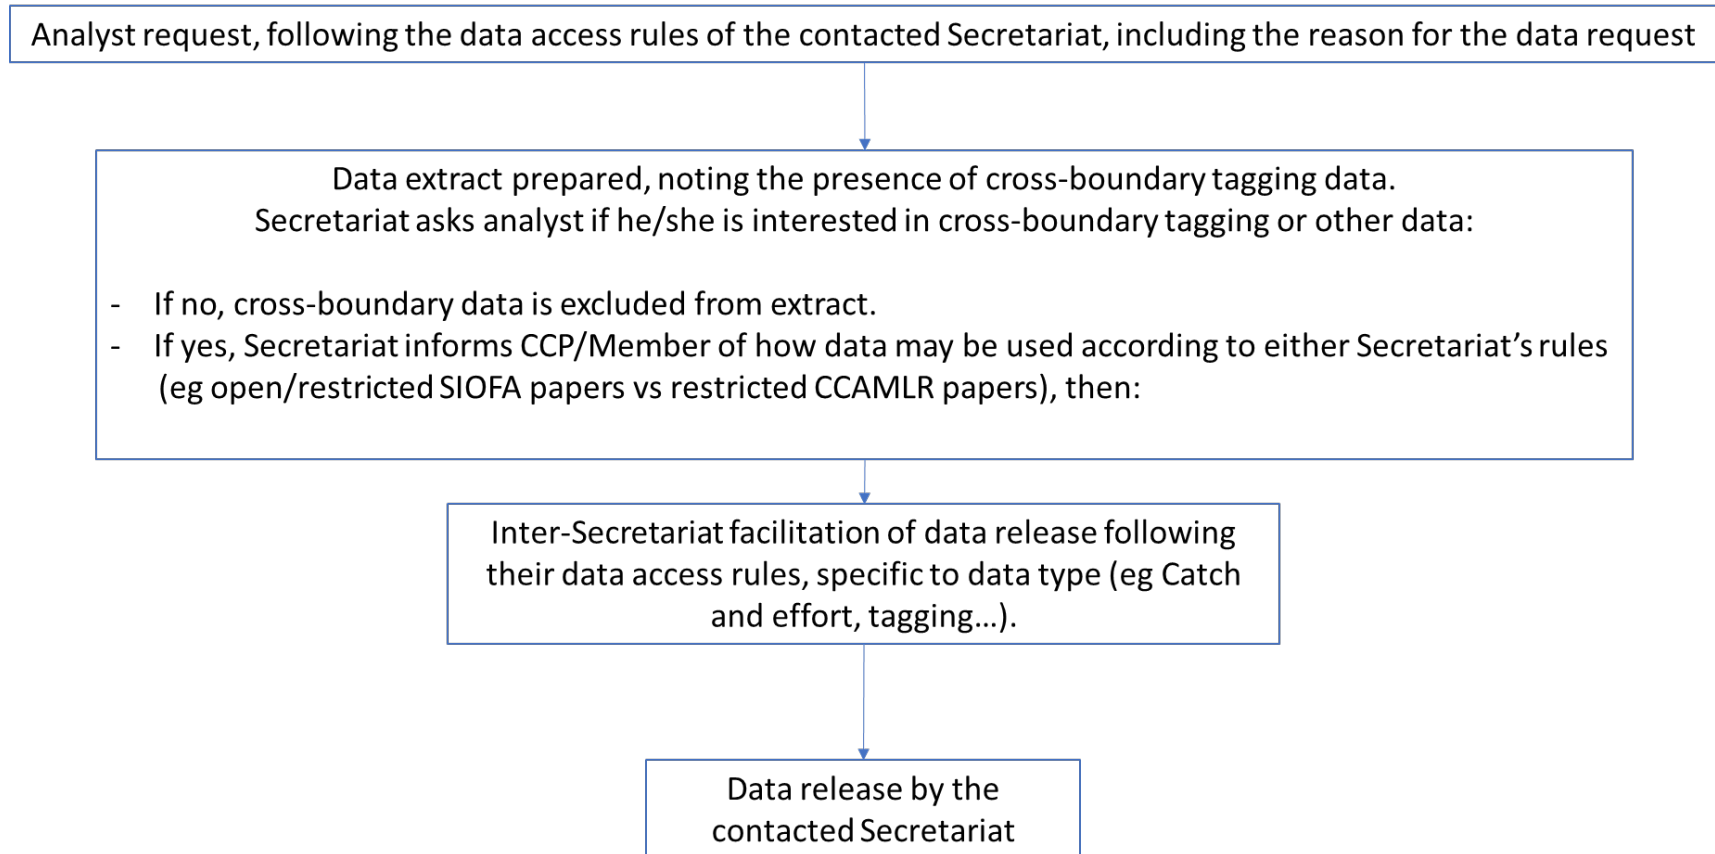 Analyst request, following the data access rules of the contacted Secretariat, including the reason for the data request
Data extract prepared, noting the presence of cross-boundary tagging data.
Secretariat asks analyst if he/she is interested in cross-boundary tagging or other data:
- If no, cross-boundary data is excluded from extract.
- If yes, Secretariat informs CCP/Member of how data may be used according to either Secretariat’s rules
(eg open/restricted SIOFA papers vs restricted CCAMLR papers), then:
Inter-Secretariat facilitation of data release following
their data access rules, specific to data type (eg Catch
and effort, tagging…).
Data release by the
contacted Secretariat